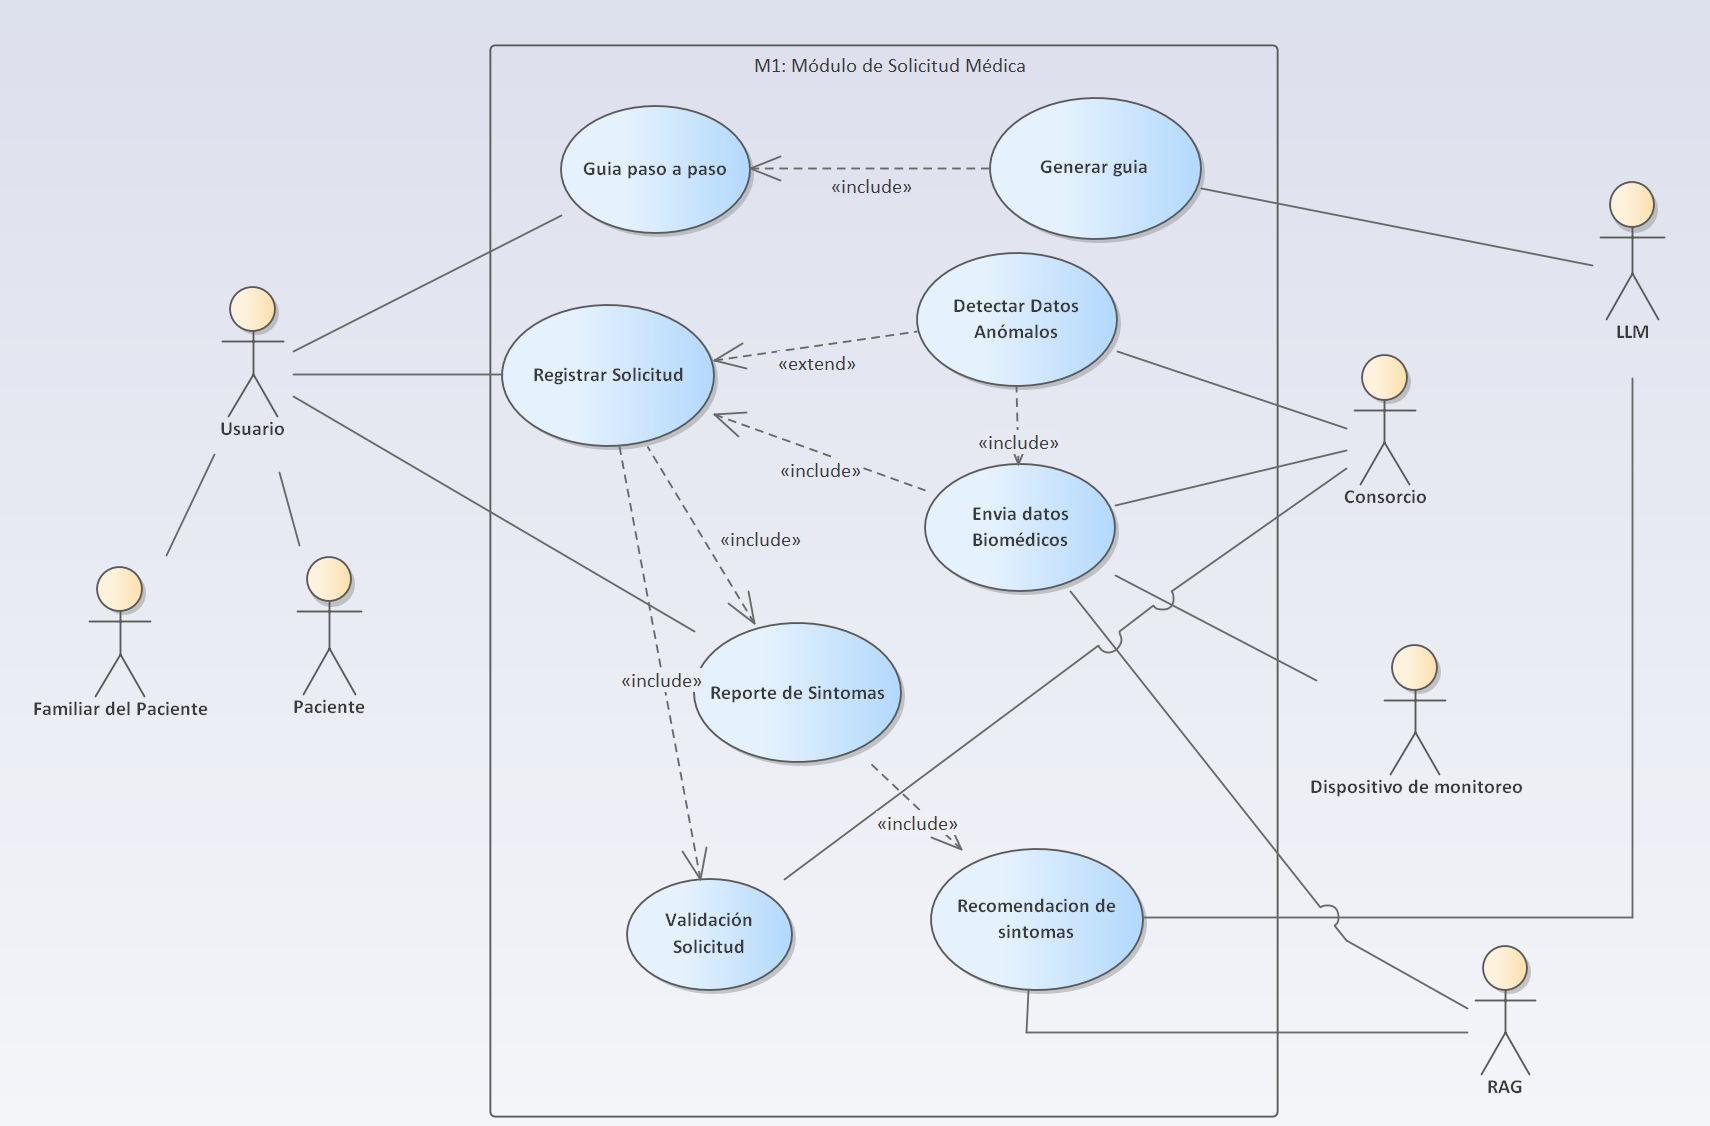 M1: Módulo de Solicitud Médica
Guia paso a paso
Generar guia
«include»
Detectar Datos
Anómalos
LLM
Registrar Solicitud
«extend»
Usuario
«include»
«include»
Consorcio
Envia datos
Biomédicos
«include»
«include»
Reporte de Sintomas
Familiar del Paciente
Paciente
Dispositivo de monitoreo
«include»
Validación
Solicitud
Recomendacion de
sintomas
RAG